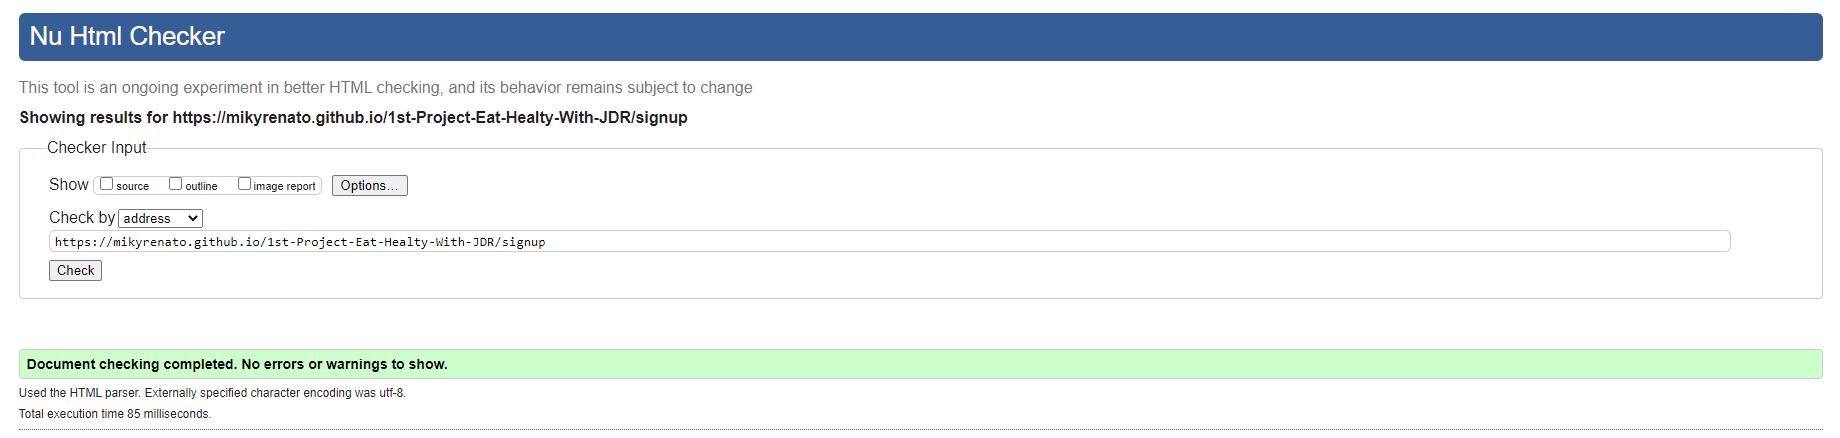 Nu Html Checker
This tool is an ongoing experiment in better HTML checking, and its behavior remains subject to change
Showing results for https://mikyrenato.github.io/1st-Project-Eat-Healty-With-JDR/signup
Checker Input
Show source outline image report Options...
Check by address
https://mikyrenato.github.io/1st-Project-Eat-Healty-With-JDR/signup
Check
Document checking completed. No errors or warnings to show.
Used the HTML parser. Externally specified character encoding was utf-8.
Total execution time 85 milliseconds.